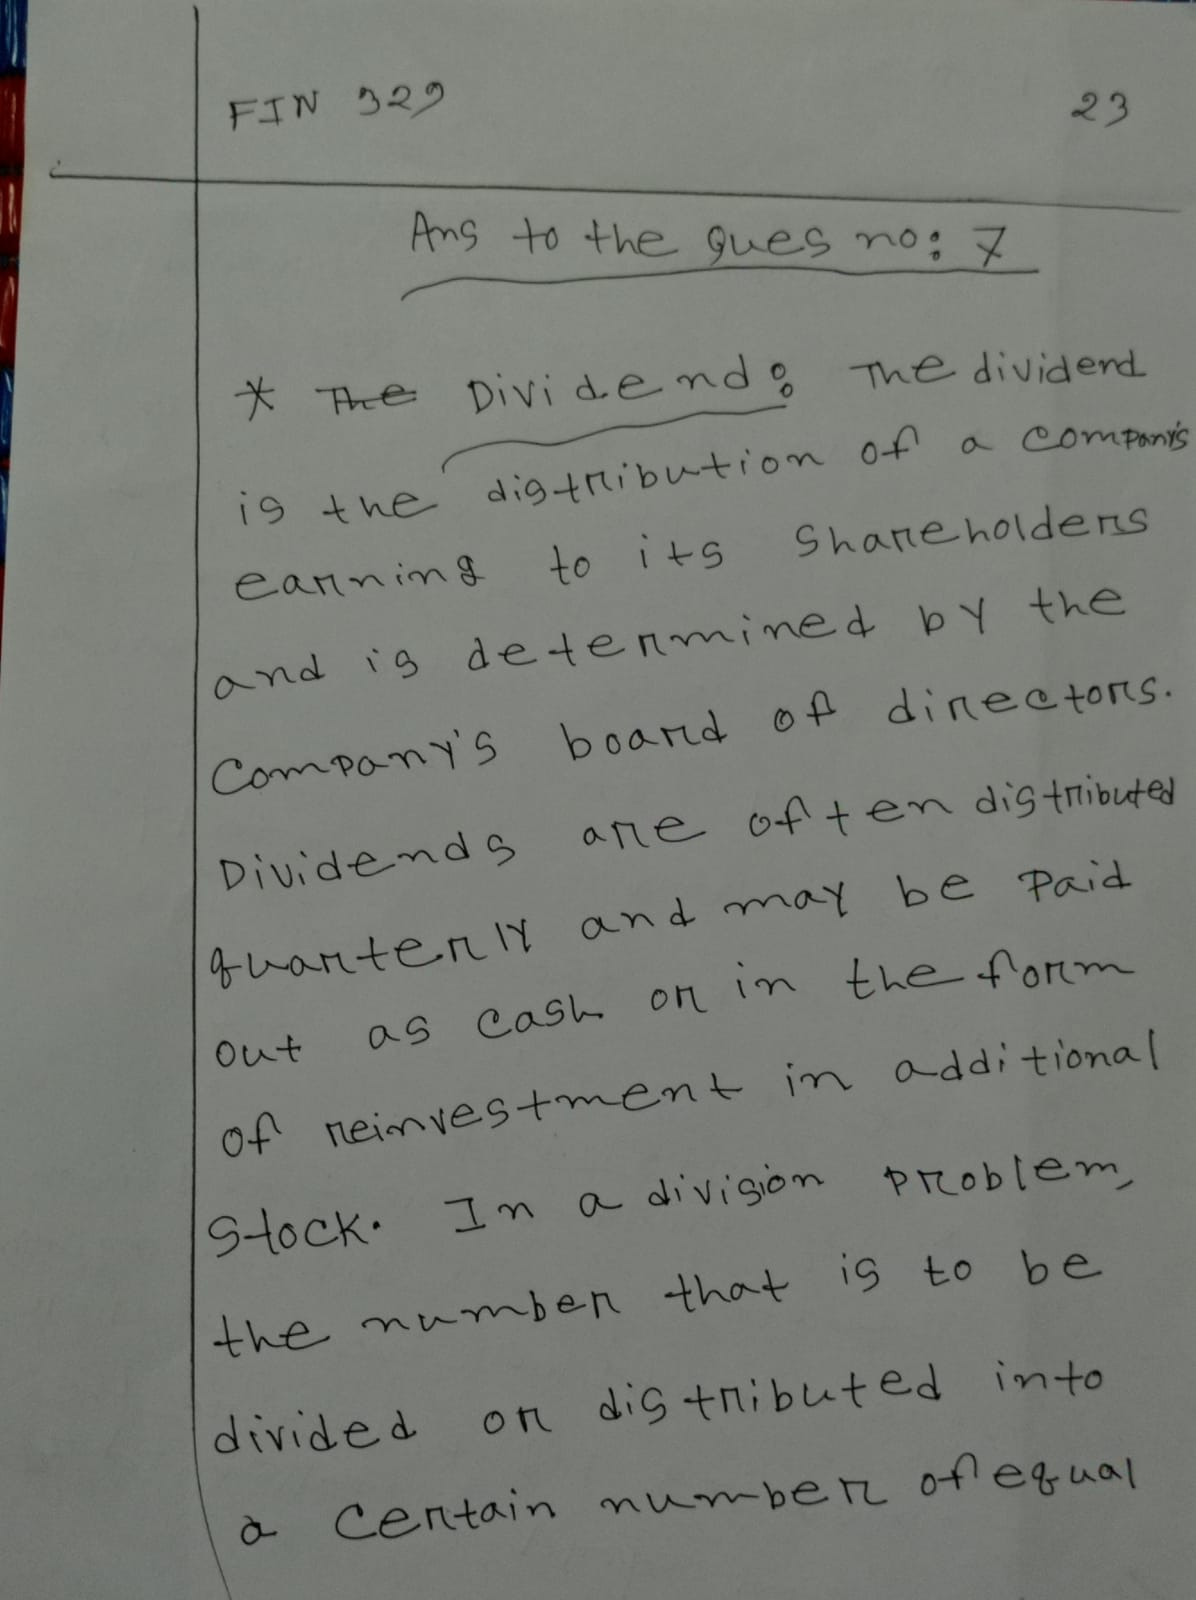 FIN 329
23
Ans to the Ques no: 7
* The Dividend: The dividend
is the distribution of a company's
earning to its shareholders
and is determined by the
Company's board of directors.
Dividends are often distributed
quarterly and may be paid
out as cash or in the form
of reinvestment in additional
stock. In a division problem,
the number that is to be
divided or distributed into
a certain number of equal